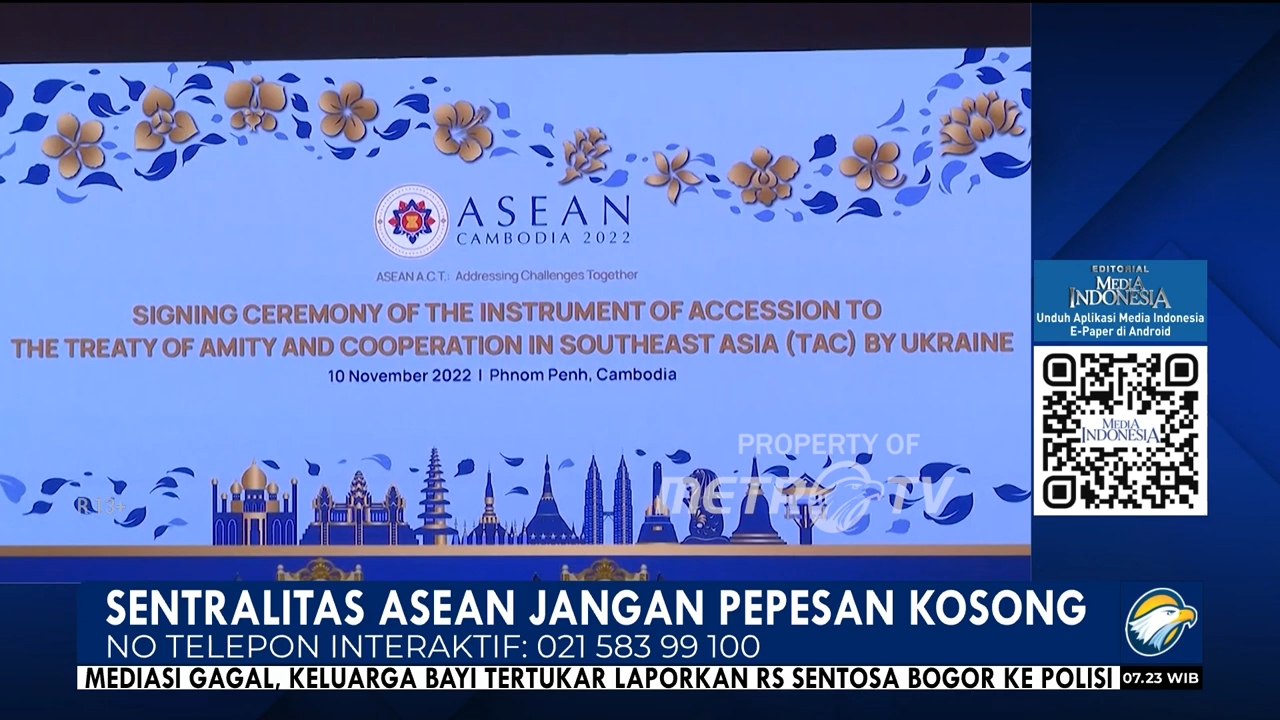 ASEAN
CAMBODIA 2022
ASEAN A.C.T.: Addressing Challenges Together
SIGNING CEREMONY OF THE INSTRUMENT OF ACCESSION TO
THE TREATY OF AMITY AND COOPERATION IN SOUTHEAST ASIA (TAC) BY UKRAINE
10 November 2022 | Phnom Penh, Cambodia
PROPERTY OF
METRO TV
R13+
EDITORIAL
MEDIA
INDONESIA
Unduh Aplikasi Media Indonesia
E-Paper di Android
MEDIA
INDONESIA
SENTRALITAS ASEAN JANGAN PEPESAN KOSONG
NO TELEPON INTERAKTIF: 021 583 99 100
MEDIASI GAGAL, KELUARGA BAYI TERTUKAR LAPORKAN RS SENTOSA BOGOR KE POLISI
07.23 WIB